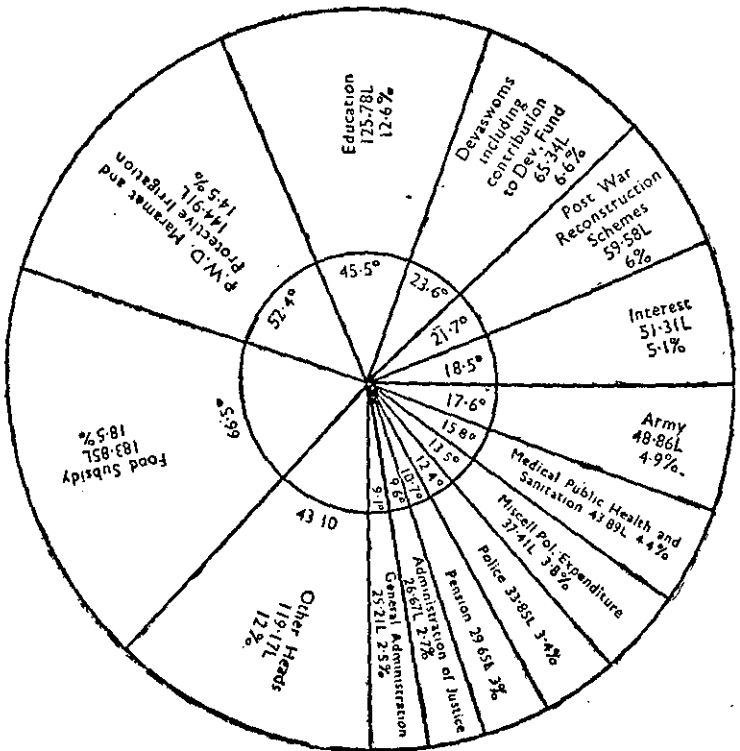 Education
125·78L
12·6%
Devaswoms
including
contribution
to Dev. Fund
65·34L
6·6%
Post War
Reconstruction
Schemes
59·58L
6%
Interest
51·31L
5·1%
Army
48·86L
4·9%
Medical Public Health and
Sanitation 43 89L 4·4%
Miscell Pol. Expenditure
37·41L 3·8%
Police 33·85L 3·4%
Pension 29 65A 3%
Administration of Justice
26·67L 2·7%
General Administration
25·21L 2·5%
Other Heads
119·17L
12%
Food Subsidy
183·85L
18·5%
P.W.D. Maramat and
Protective Irrigation
144·91L
14·5%
45·5°
23·6°
21·7°
18·5°
17·6°
15 8°
13 5°
12·4°
10·7°
9 6°
9·1°
43 10
66·5°
52·4°